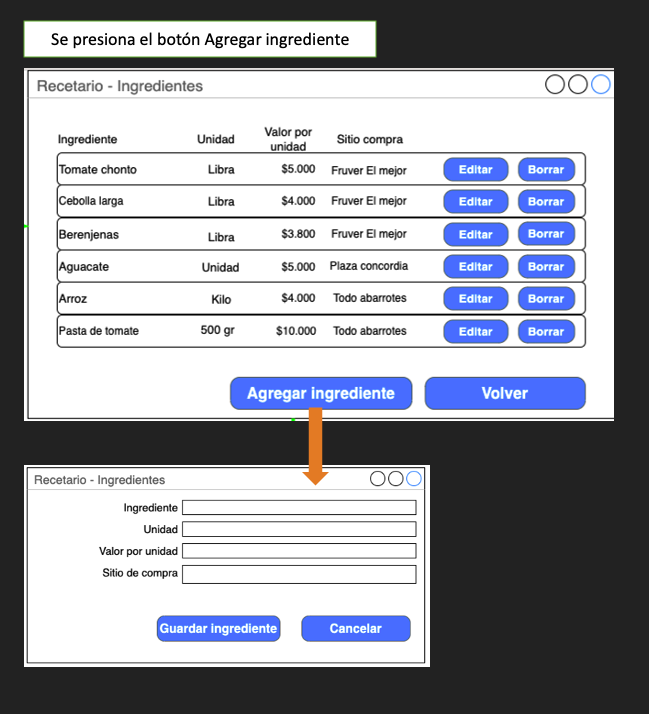 Se presiona el botón Agregar ingrediente
Recetario - Ingredientes
Ingrediente Unidad Valor por unidad Sitio compra
Tomate chonto Libra $5.000 Fruver El mejor Editar Borrar
Cebolla larga Libra $4.000 Fruver El mejor Editar Borrar
Berenjenas Libra $3.800 Fruver El mejor Editar Borrar
Aguacate Unidad $5.000 Plaza concordia Editar Borrar
Arroz Kilo $4.000 Todo abarrotes Editar Borrar
Pasta de tomate 500 gr $10.000 Todo abarrotes Editar Borrar
Agregar ingrediente Volver
Recetario - Ingredientes
Ingrediente
Unidad
Valor por unidad
Sitio de compra
Guardar ingrediente Cancelar